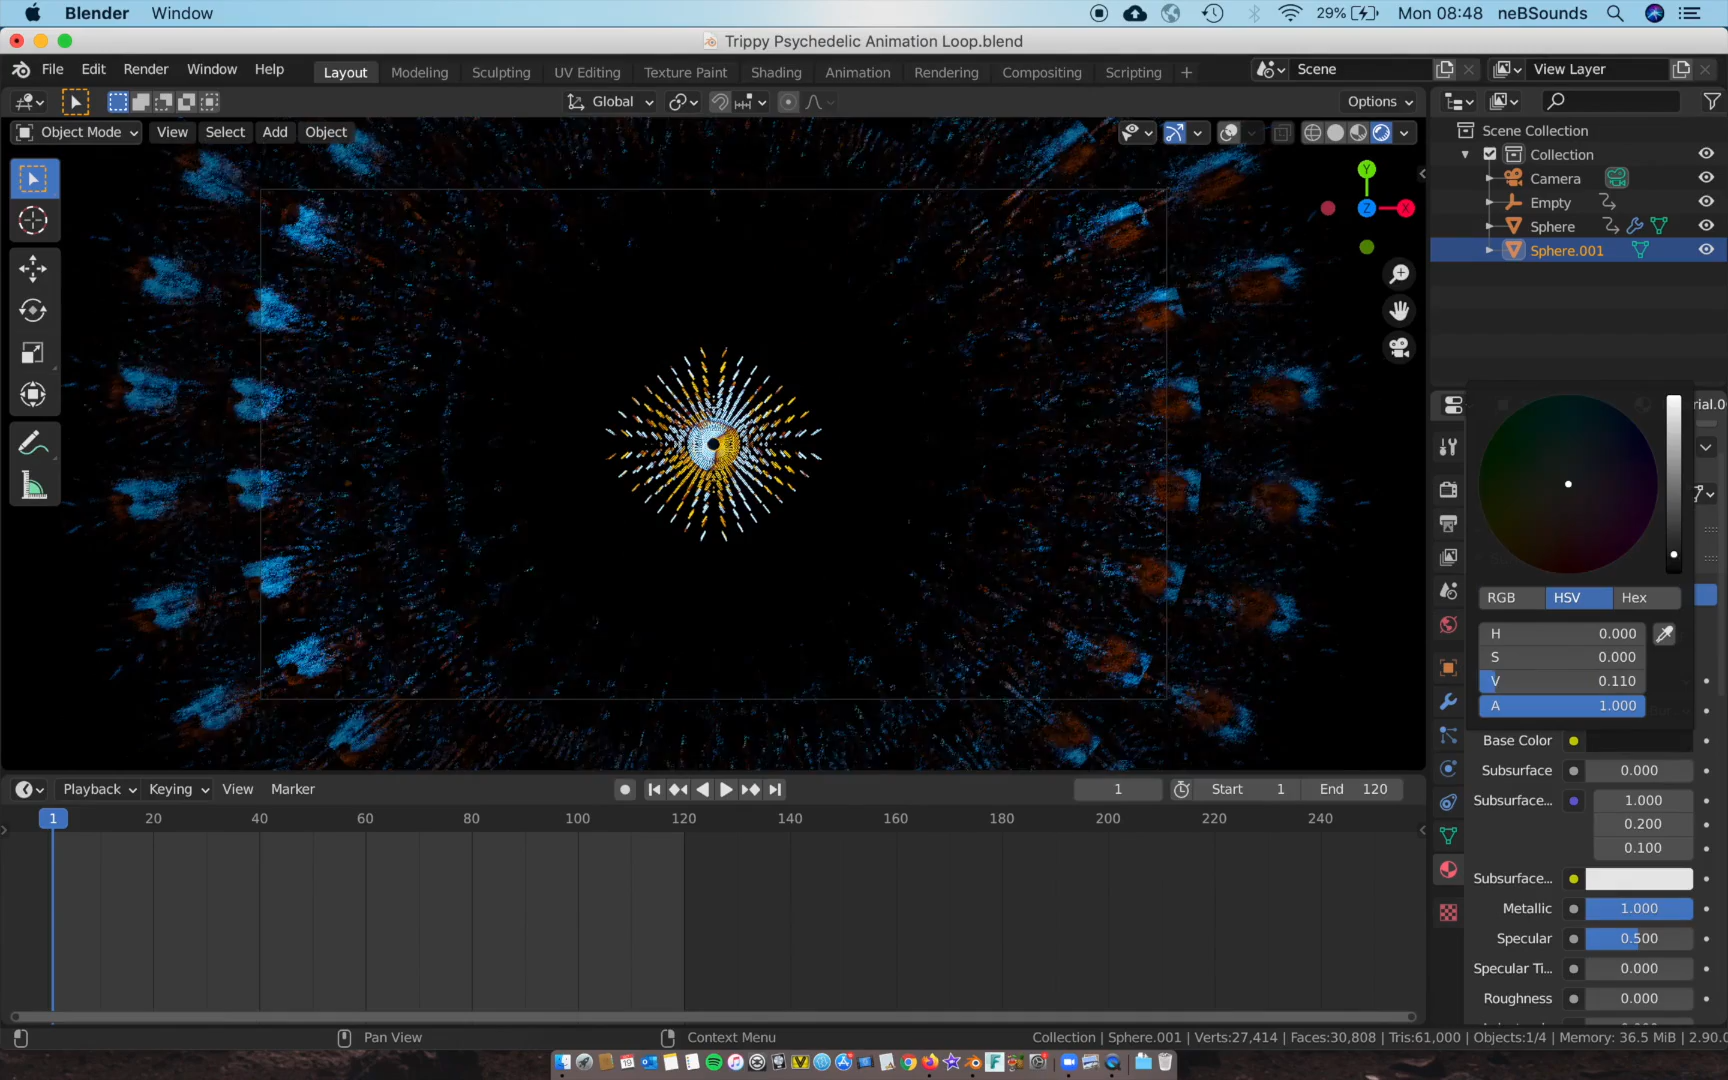 Blender Window 29% Mon 08:48 neBSounds
Trippy Psychedelic Animation Loop.blend
File Edit Render Window Help Layout Modeling Sculpting UV Editing Texture Paint Shading Animation Rendering Compositing Scripting + Scene View Layer
Global Options
Object Mode View Select Add Object
Scene Collection
Collection
Camera
Empty
Sphere
Sphere.001
Y
Z X
rial.0
RGB HSV Hex
H 0.000
S 0.000
V 0.110
A 1.000
Base Color
Subsurface 0.000
Subsurface... 1.000
0.200
0.100
Subsurface...
Metallic 1.000
Specular 0.500
Specular Ti... 0.000
Roughness 0.000
Playback Keying View Marker 1 Start 1 End 120
1 20 40 60 80 100 120 140 160 180 200 220 240
Pan View Context Menu Collection | Sphere.001 | Verts:27,414 | Faces:30,808 | Tris:61,000 | Objects:1/4 | Memory: 36.5 MiB | 2.90.0